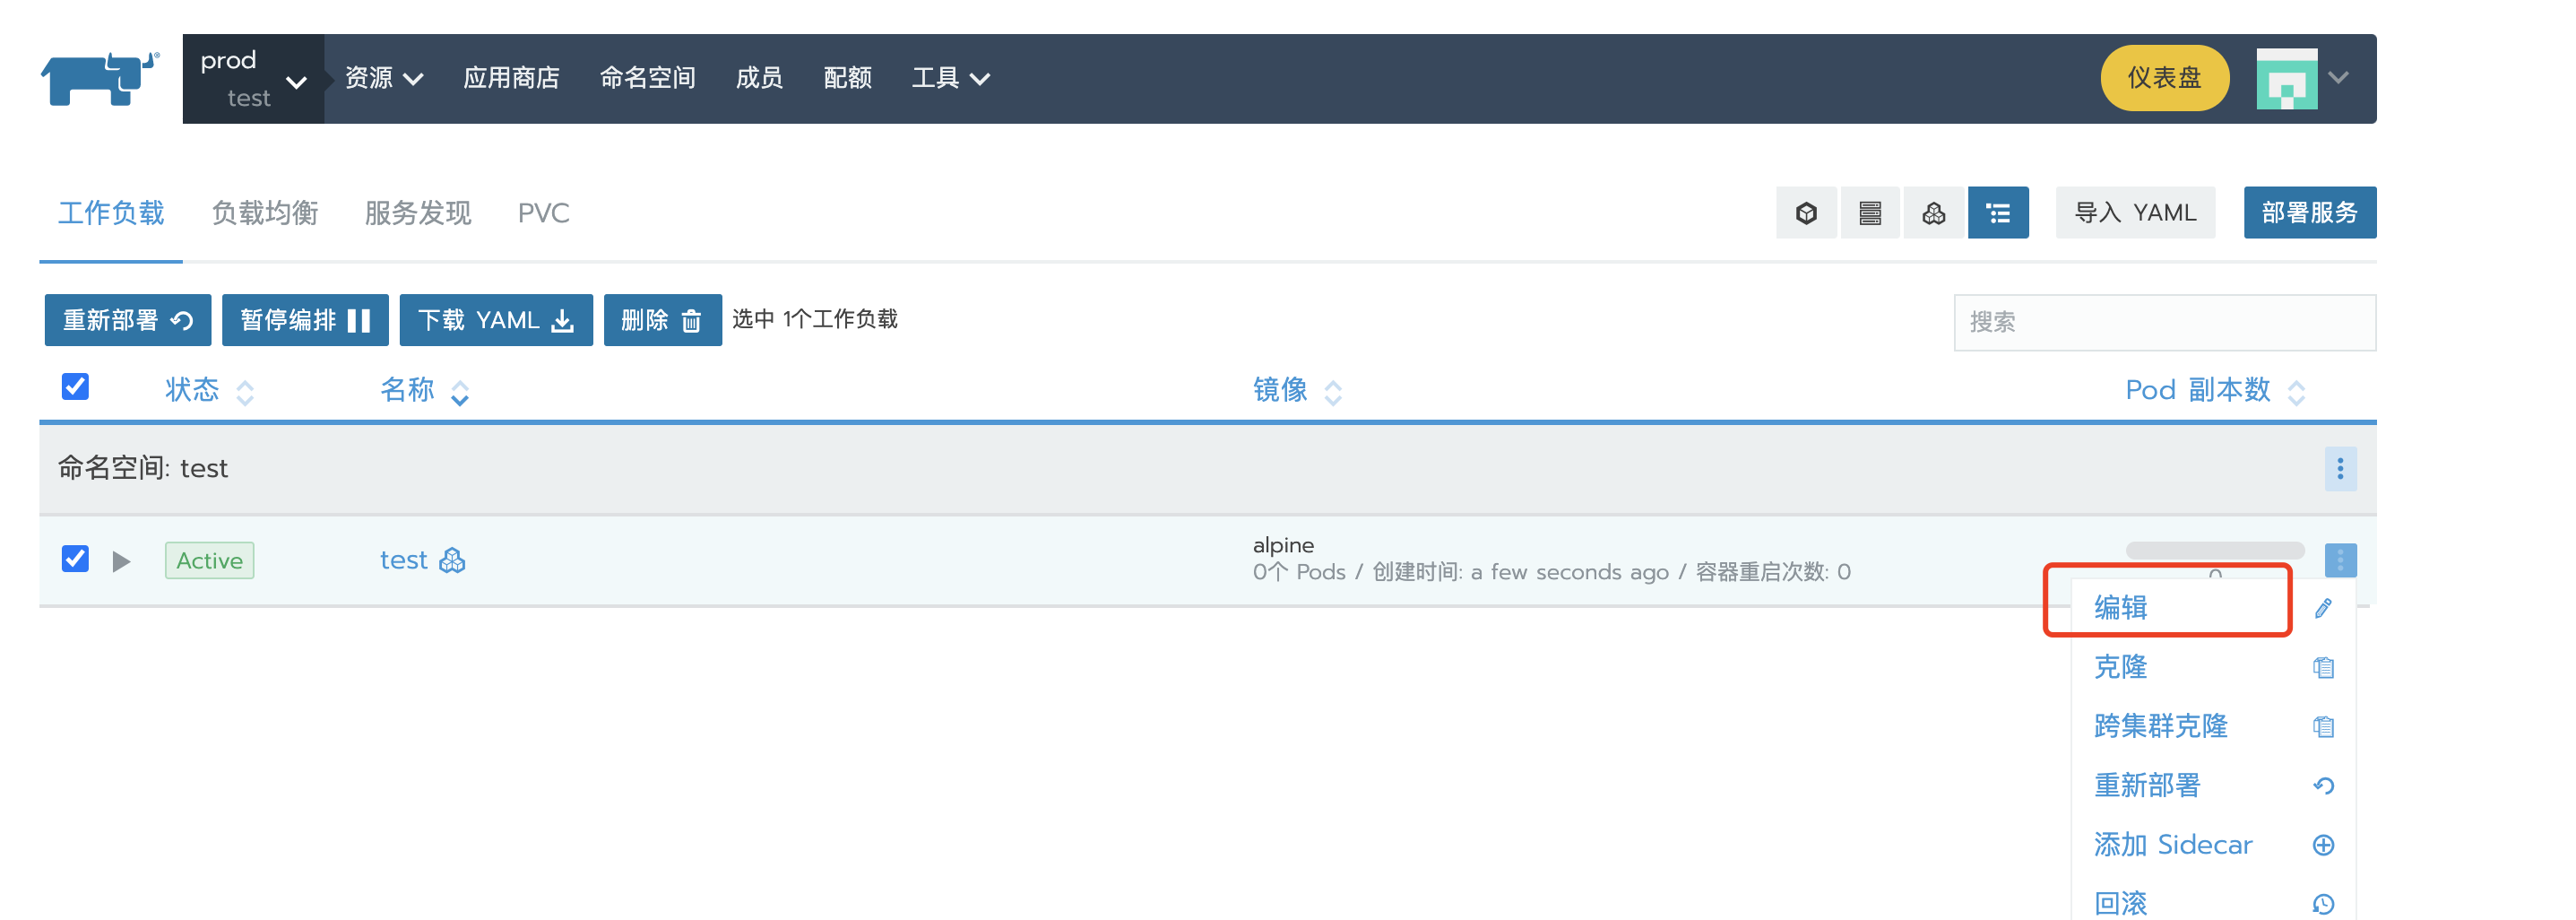 prod
test
资源 应用商店 命名空间 成员 配额 工具
仪表盘
工作负载 负载均衡 服务发现 PVC
导入 YAML
部署服务
重新部署 暂停编排 下载 YAML 删除 选中 1个工作负载
搜索
状态 名称 镜像 Pod 副本数
命名空间: test
Active test alpine
0个 Pods / 创建时间: a few seconds ago / 容器重启次数: 0
编辑
克隆
跨集群克隆
重新部署
添加 Sidecar
回滚